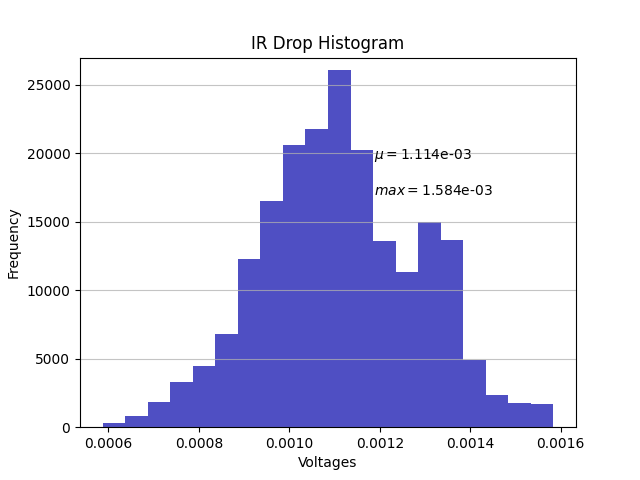 IR Drop Histogram
25000
20000
15000
10000
5000
0
Frequency
μ = 1.114e-03
max = 1.584e-03
0.0006 0.0008 0.0010 0.0012 0.0014 0.0016
Voltages